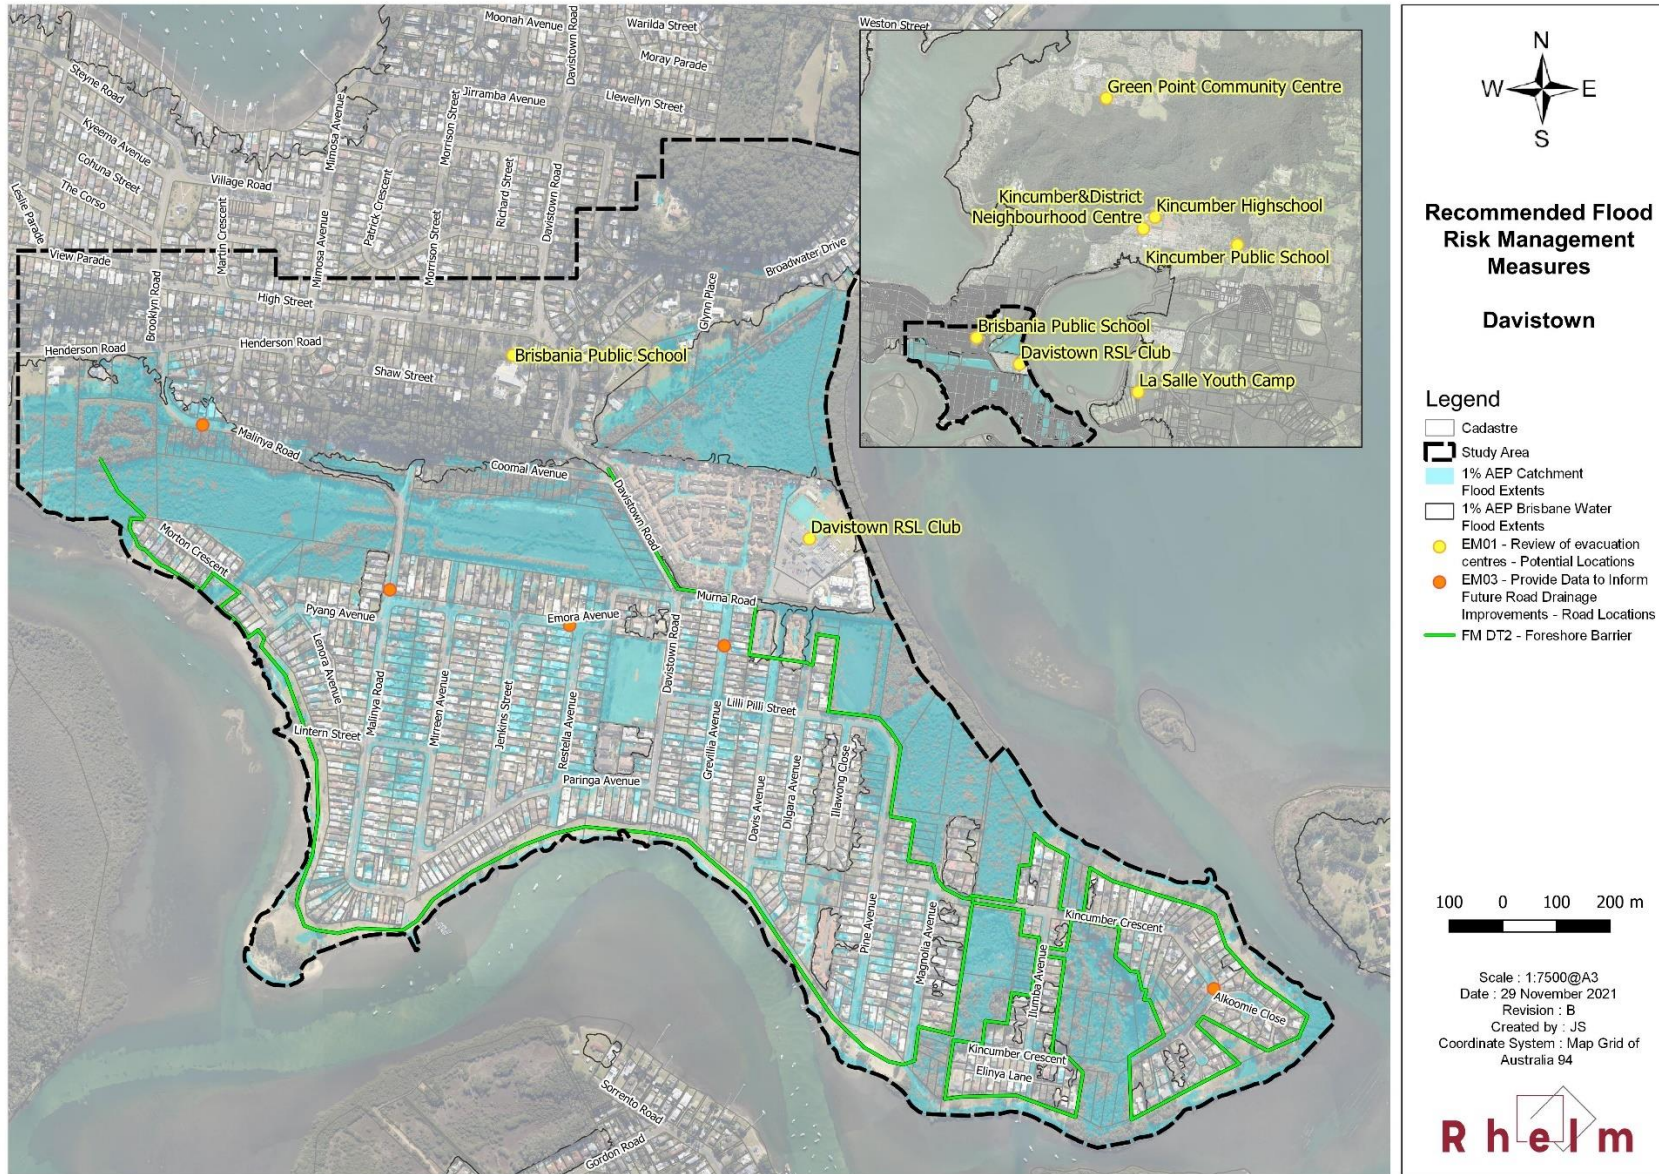 Moonah Avenue
Davistown Road
Warilda Street
Weston Street
Moray Parade
Steyne Road
Jirramba Avenue
Llewellyn Street
Kyeema Avenue
Mimosa Avenue
Morrison Street
Cohuna Street
Village Road
The Corso
Leslie Parade
Martin Crescent
Patrick Crescent
Richard Street
Davistown Road
View Parade
Mimosa Avenue
Morrison Street
Broadwater Drive
Brooklyn Road
High Street
Glynn Place
Henderson Road
Henderson Road
Brisbania Public School
Shaw Street
Malinya Road
Coomal Avenue
Davistown Road
Davistown RSL Club
Morton Crescent
Murna Road
Pyang Avenue
Emora Avenue
Lenora Avenue
Davistown Road
Malinya Road
Mirreen Avenue
Jenkins Street
Restella Avenue
Grevillia Avenue
Lilli Pilli Street
Lintern Street
Paringa Avenue
Davis Avenue
Dilgara Avenue
Illawong Close
Pine Avenue
Magnolia Avenue
Kincumber Crescent
Ilumba Avenue
Alkoomie Close
Kincumber Crescent
Elinya Lane
Sorrento Road
Gordon Road
Green Point Community Centre
Kincumber&District
Neighbourhood Centre
Kincumber Highschool
Kincumber Public School
Brisbania Public School
Davistown RSL Club
La Salle Youth Camp
N
W E
S
Recommended Flood
Risk Management
Measures
Davistown
Legend
Cadastre
Study Area
1% AEP Catchment
Flood Extents
1% AEP Brisbane Water
Flood Extents
EM01 - Review of evacuation
centres - Potential Locations
EM03 - Provide Data to Inform
Future Road Drainage
Improvements - Road Locations
FM DT2 - Foreshore Barrier
100 0 100 200 m
Scale : 1:7500@A3
Date : 29 November 2021
Revision : B
Created by : JS
Coordinate System : Map Grid of
Australia 94
Rhelm